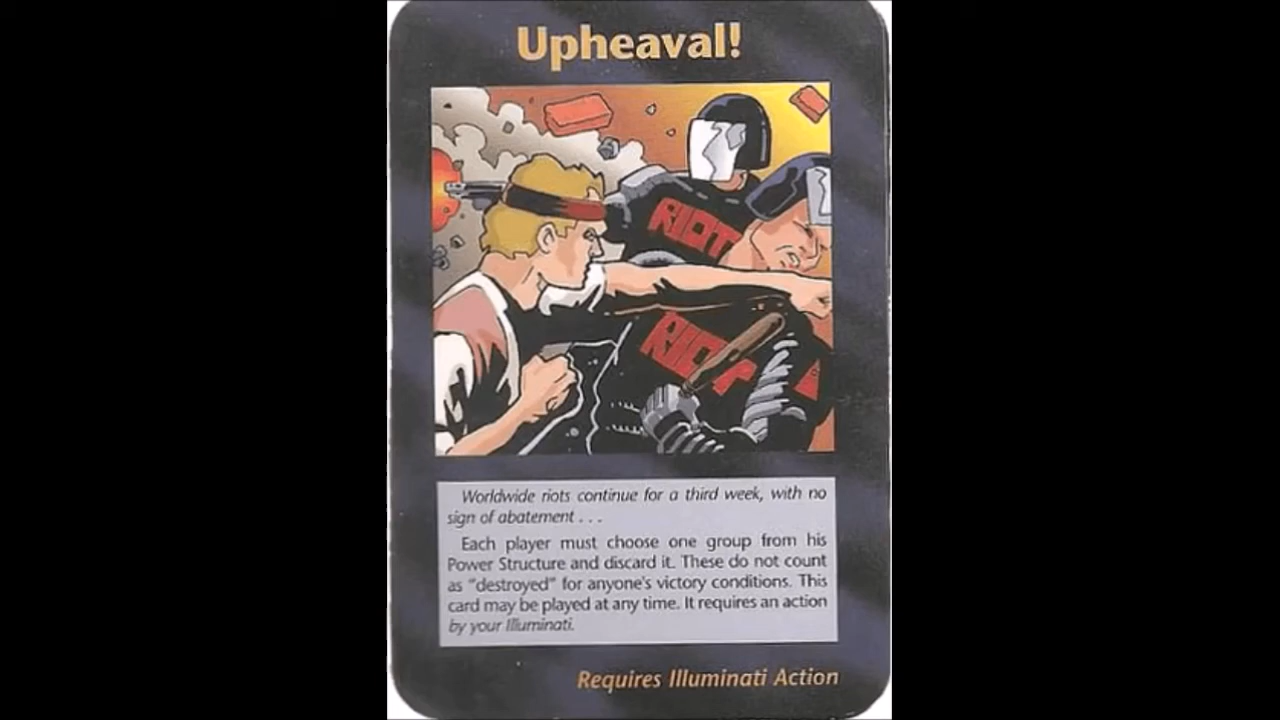 Upheaval!
RIOT
RIOT
Worldwide riots continue for a third week, with no
sign of abatement . . .
Each player must choose one group from his
Power Structure and discard it. These do not count
as "destroyed" for anyone's victory conditions. This
card may be played at any time. It requires an action
by your Illuminati.
Requires Illuminati Action